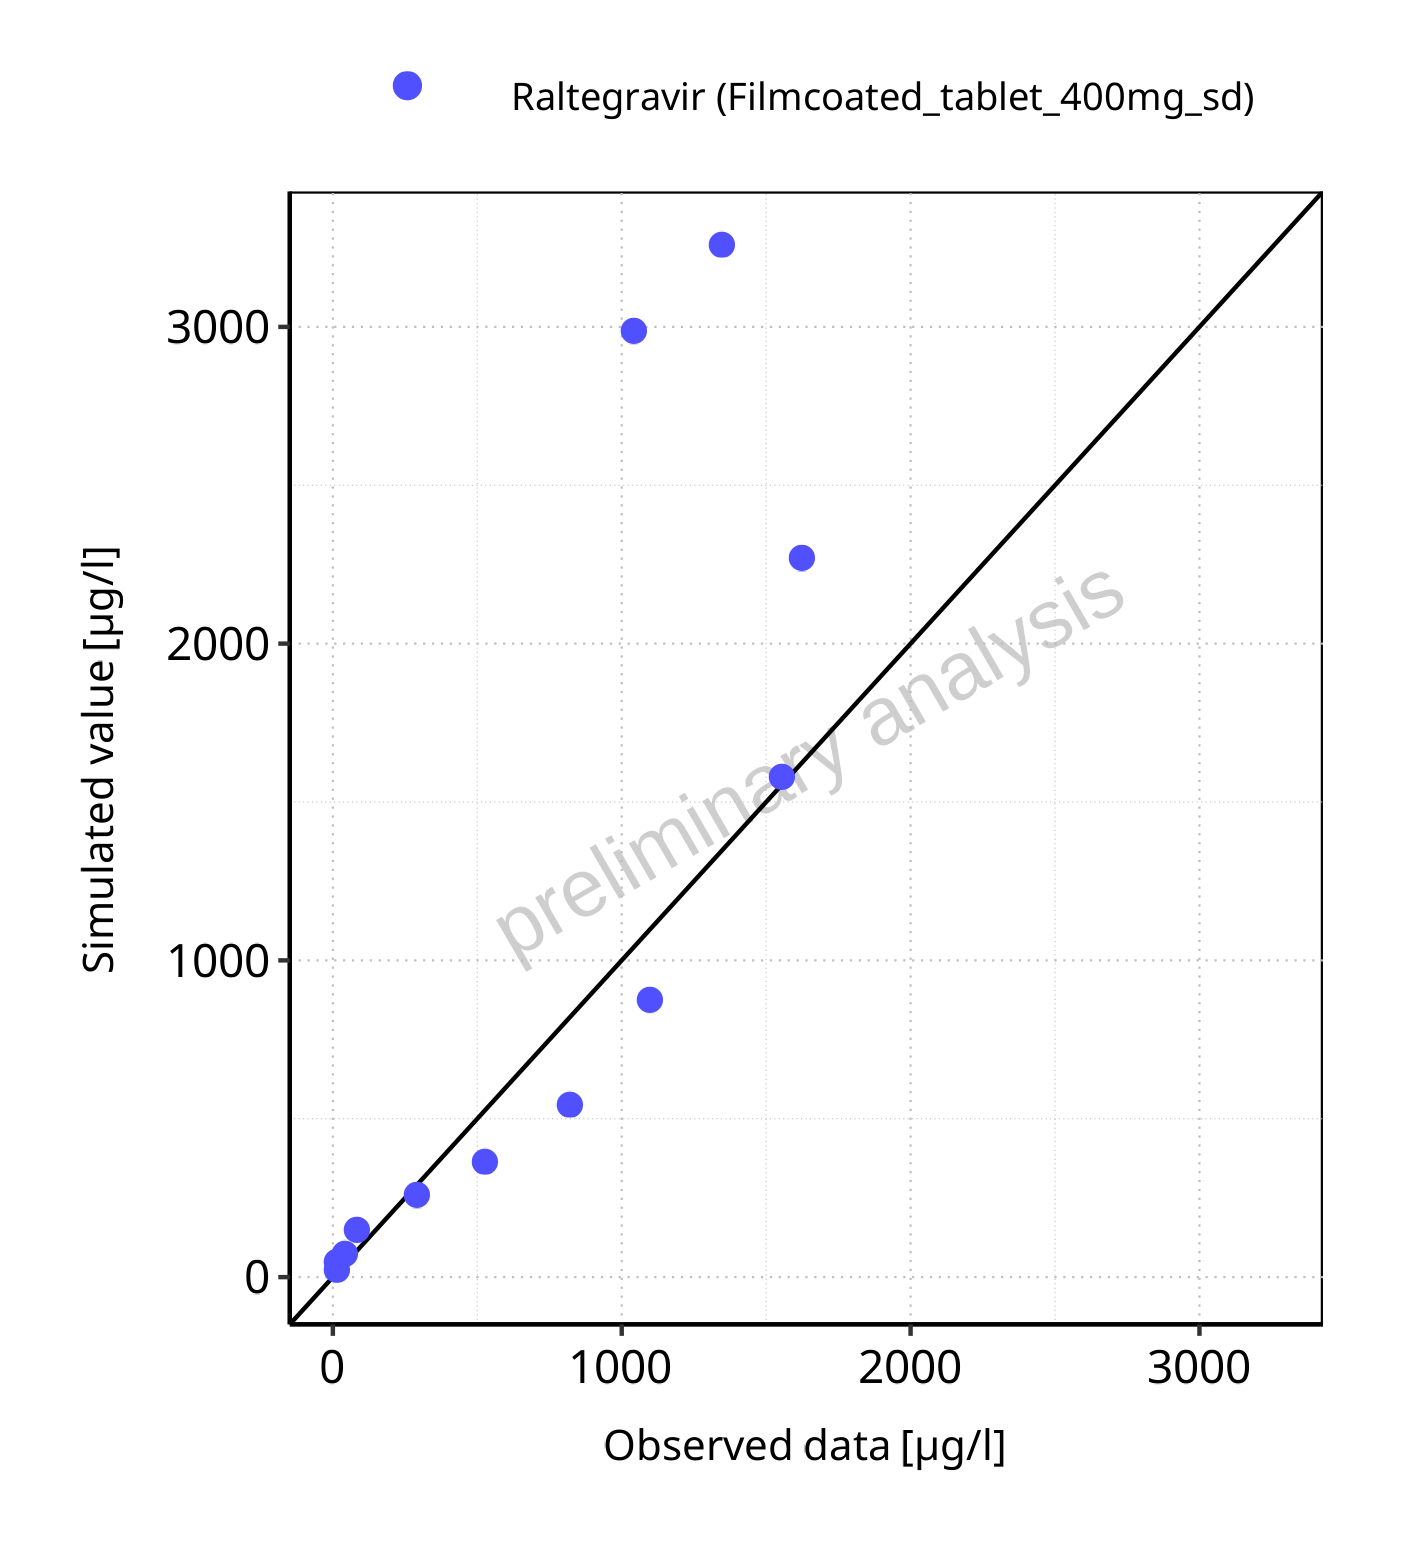 Raltegravir (Filmcoated_tablet_400mg_sd)
3000
2000
1000
0
Simulated value [µg/l]
preliminary analysis
0 1000 2000 3000
Observed data [µg/l]